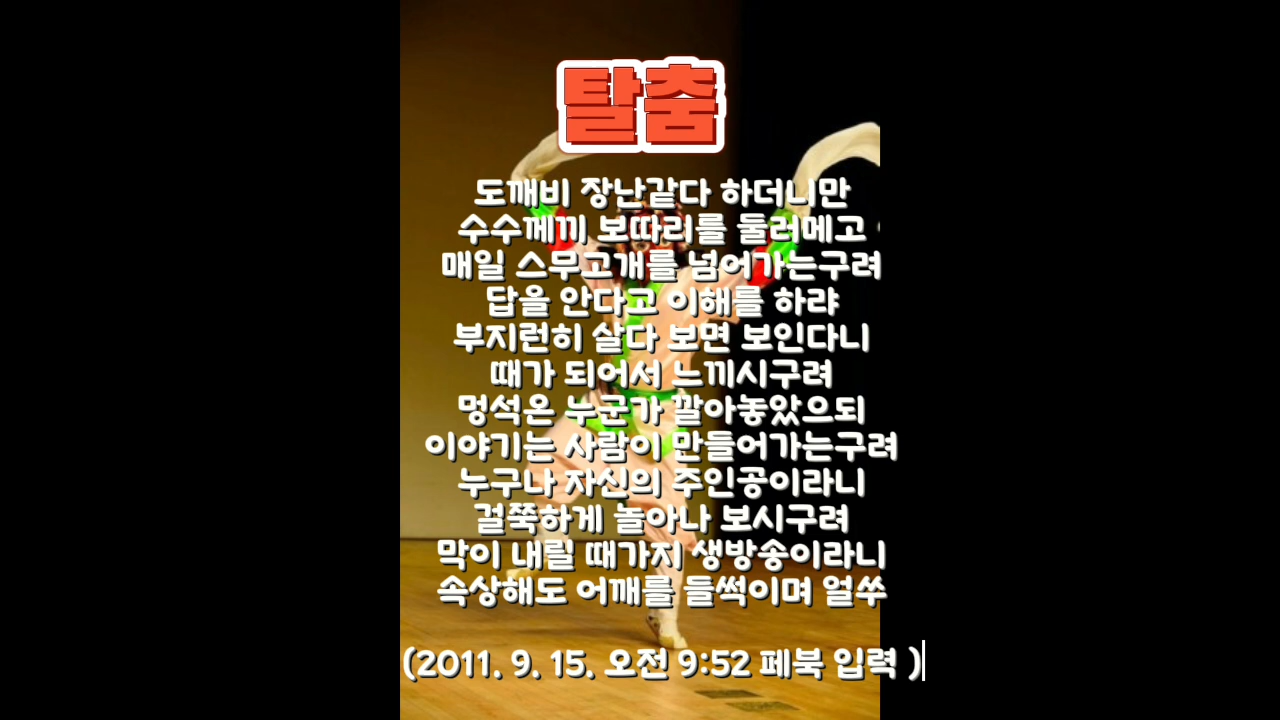 탈춤
도깨비 장난같다 하더니만
수수께끼 보따리를 둘러메고
매일 스무고개를 넘어가는구려
답을 안다고 이해를 하랴
부지런히 살다 보면 보인다니
때가 되어서 느끼시구려
멍석은 누군가 깔아놓았으되
이야기는 사람이 만들어가는구려
누구나 자신의 주인공이라니
걸쭉하게 놀아나 보시구려
막이 내릴 때가지 생방송이라니
속상해도 어깨를 들썩이며 얼쑤
(2011. 9. 15. 오전 9:52 페북 입력 )